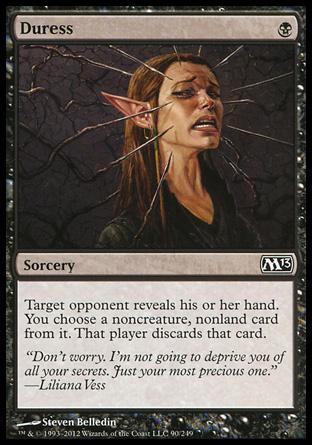 Duress
Sorcery
M13
Target opponent reveals his or her hand.
You choose a noncreature, nonland card
from it. That player discards that card.
“Don’t worry. I’m not going to deprive you of
all your secrets. Just your most precious one.”
—Liliana Vess
Steven Belledin
™ & © 1993–2012 Wizards of the Coast LLC 90/249